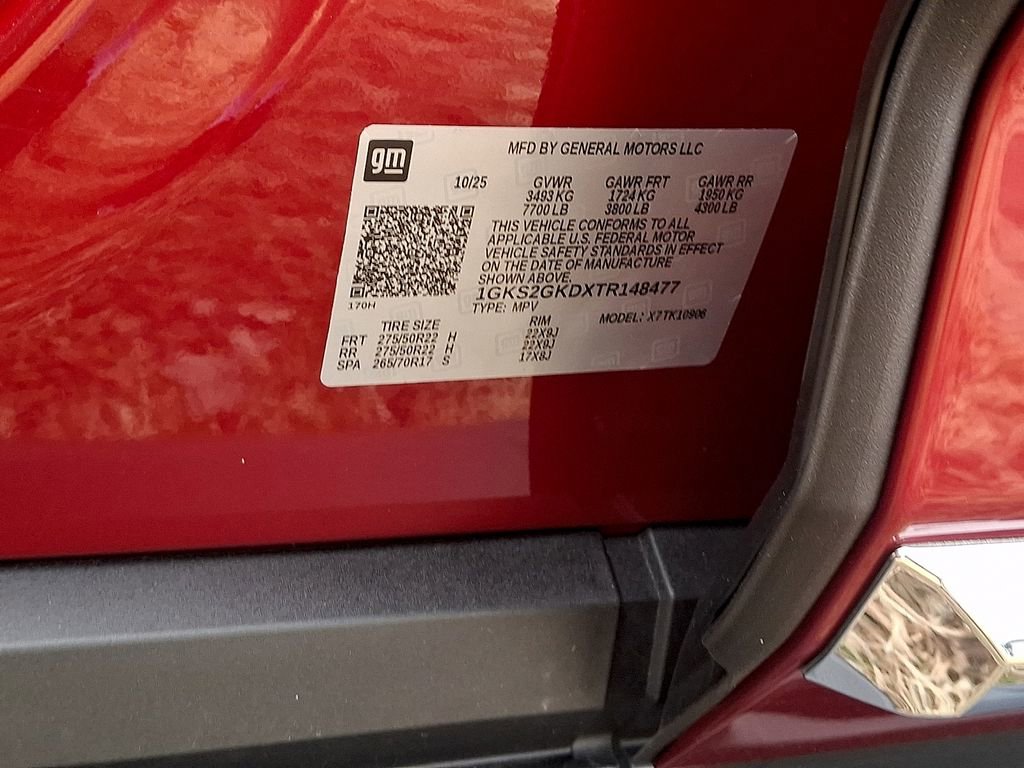 gm
MFD BY GENERAL MOTORS LLC
10/25 GVWR GAWR FRT GAWR RR
3493 KG 1724 KG 1950 KG
7700 LB 3800 LB 4300 LB
THIS VEHICLE CONFORMS TO ALL
APPLICABLE U.S. FEDERAL MOTOR
VEHICLE SAFETY STANDARDS IN EFFECT
ON THE DATE OF MANUFACTURE
SHOWN ABOVE.
170H
1GKS2GKDXTR148477
TYPE: MPV MODEL: X7TK10906
TIRE SIZE RIM
FRT 275/50R22 H 22X9J
RR 275/50R22 H 22X9J
SPA 265/70R17 S 17X8J